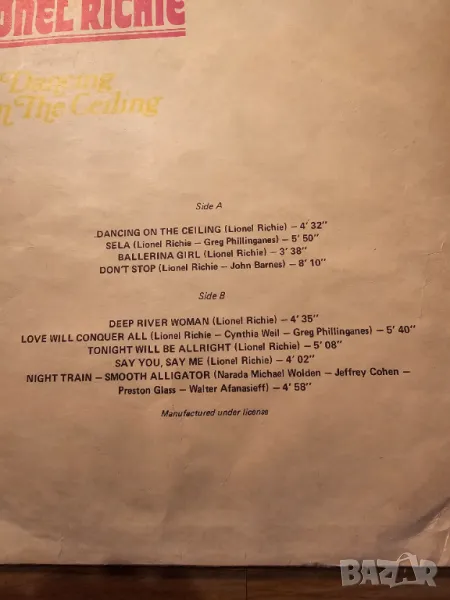 ONEL RICHIE
Dancing
n The Ceiling
Side A
DANCING ON THE CEILING (Lionel Richie) – 4′ 32″
SELA (Lionel Richie – Greg Phillinganes) – 5′ 50″
BALLERINA GIRL (Lionel Richie) – 3′ 38″
DON'T STOP (Lionel Richie – John Barnes) – 8′ 10″
Side B
DEEP RIVER WOMAN (Lionel Richie) – 4′ 35″
LOVE WILL CONQUER ALL (Lionel Richie – Cynthia Weil – Greg Phillinganes) – 5′ 40″
TONIGHT WILL BE ALLRIGHT (Lionel Richie) – 5′ 08″
SAY YOU, SAY ME (Lionel Richie) – 4′ 02″
NIGHT TRAIN – SMOOTH ALLIGATOR (Narada Michael Wolden – Jeffrey Cohen –
Preston Glass – Walter Afanasieff) – 4′ 58″
Manufactured under license
BAZAR